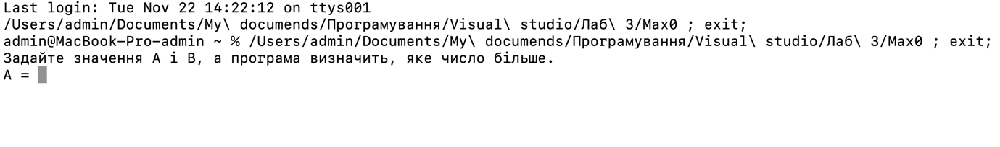 Last login: Tue Nov 22 14:22:12 on ttys001
/Users/admin/Documents/My\ documends/Програмування/Visual\ studio/Лаб\ 3/Max0 ; exit;
admin@MacBook-Pro-admin ~ % /Users/admin/Documents/My\ documends/Програмування/Visual\ studio/Лаб\ 3/Max0 ; exit;
Задайте значення А і В, а програма визначить, яке число більше.
A =